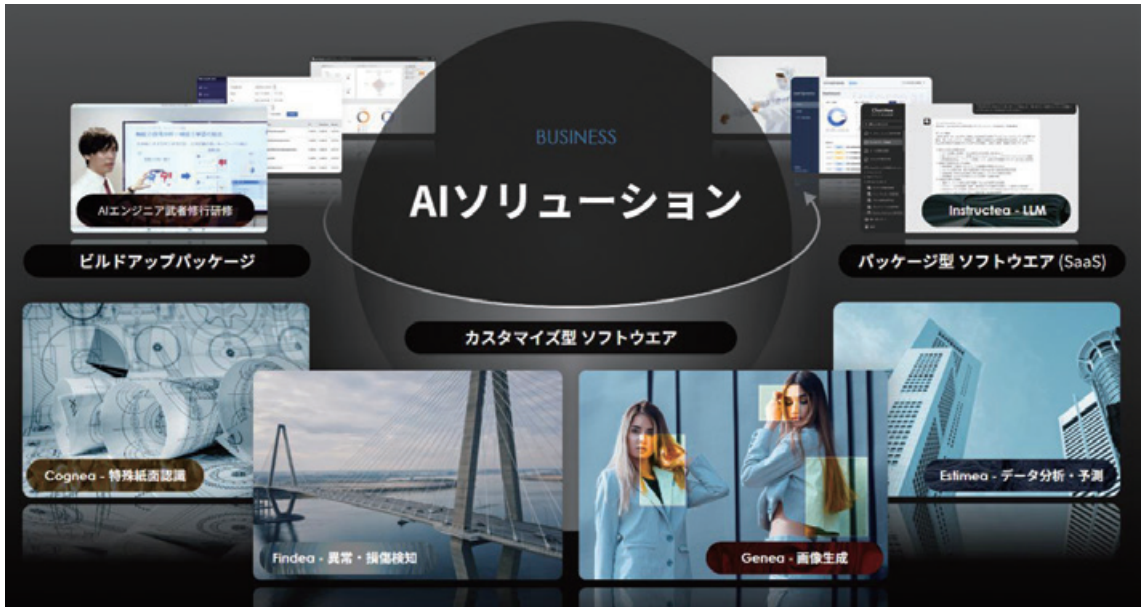 BUSINESS
AIソリューション
AIエンジニア武者修行研修
ビルドアップパッケージ
Instructea - LLM
パッケージ型 ソフトウエア (SaaS)
カスタマイズ型 ソフトウエア
Cognea - 特殊紙面認識
Findea - 異常・損傷検知
Genea - 画像生成
Estimea - データ分析・予測